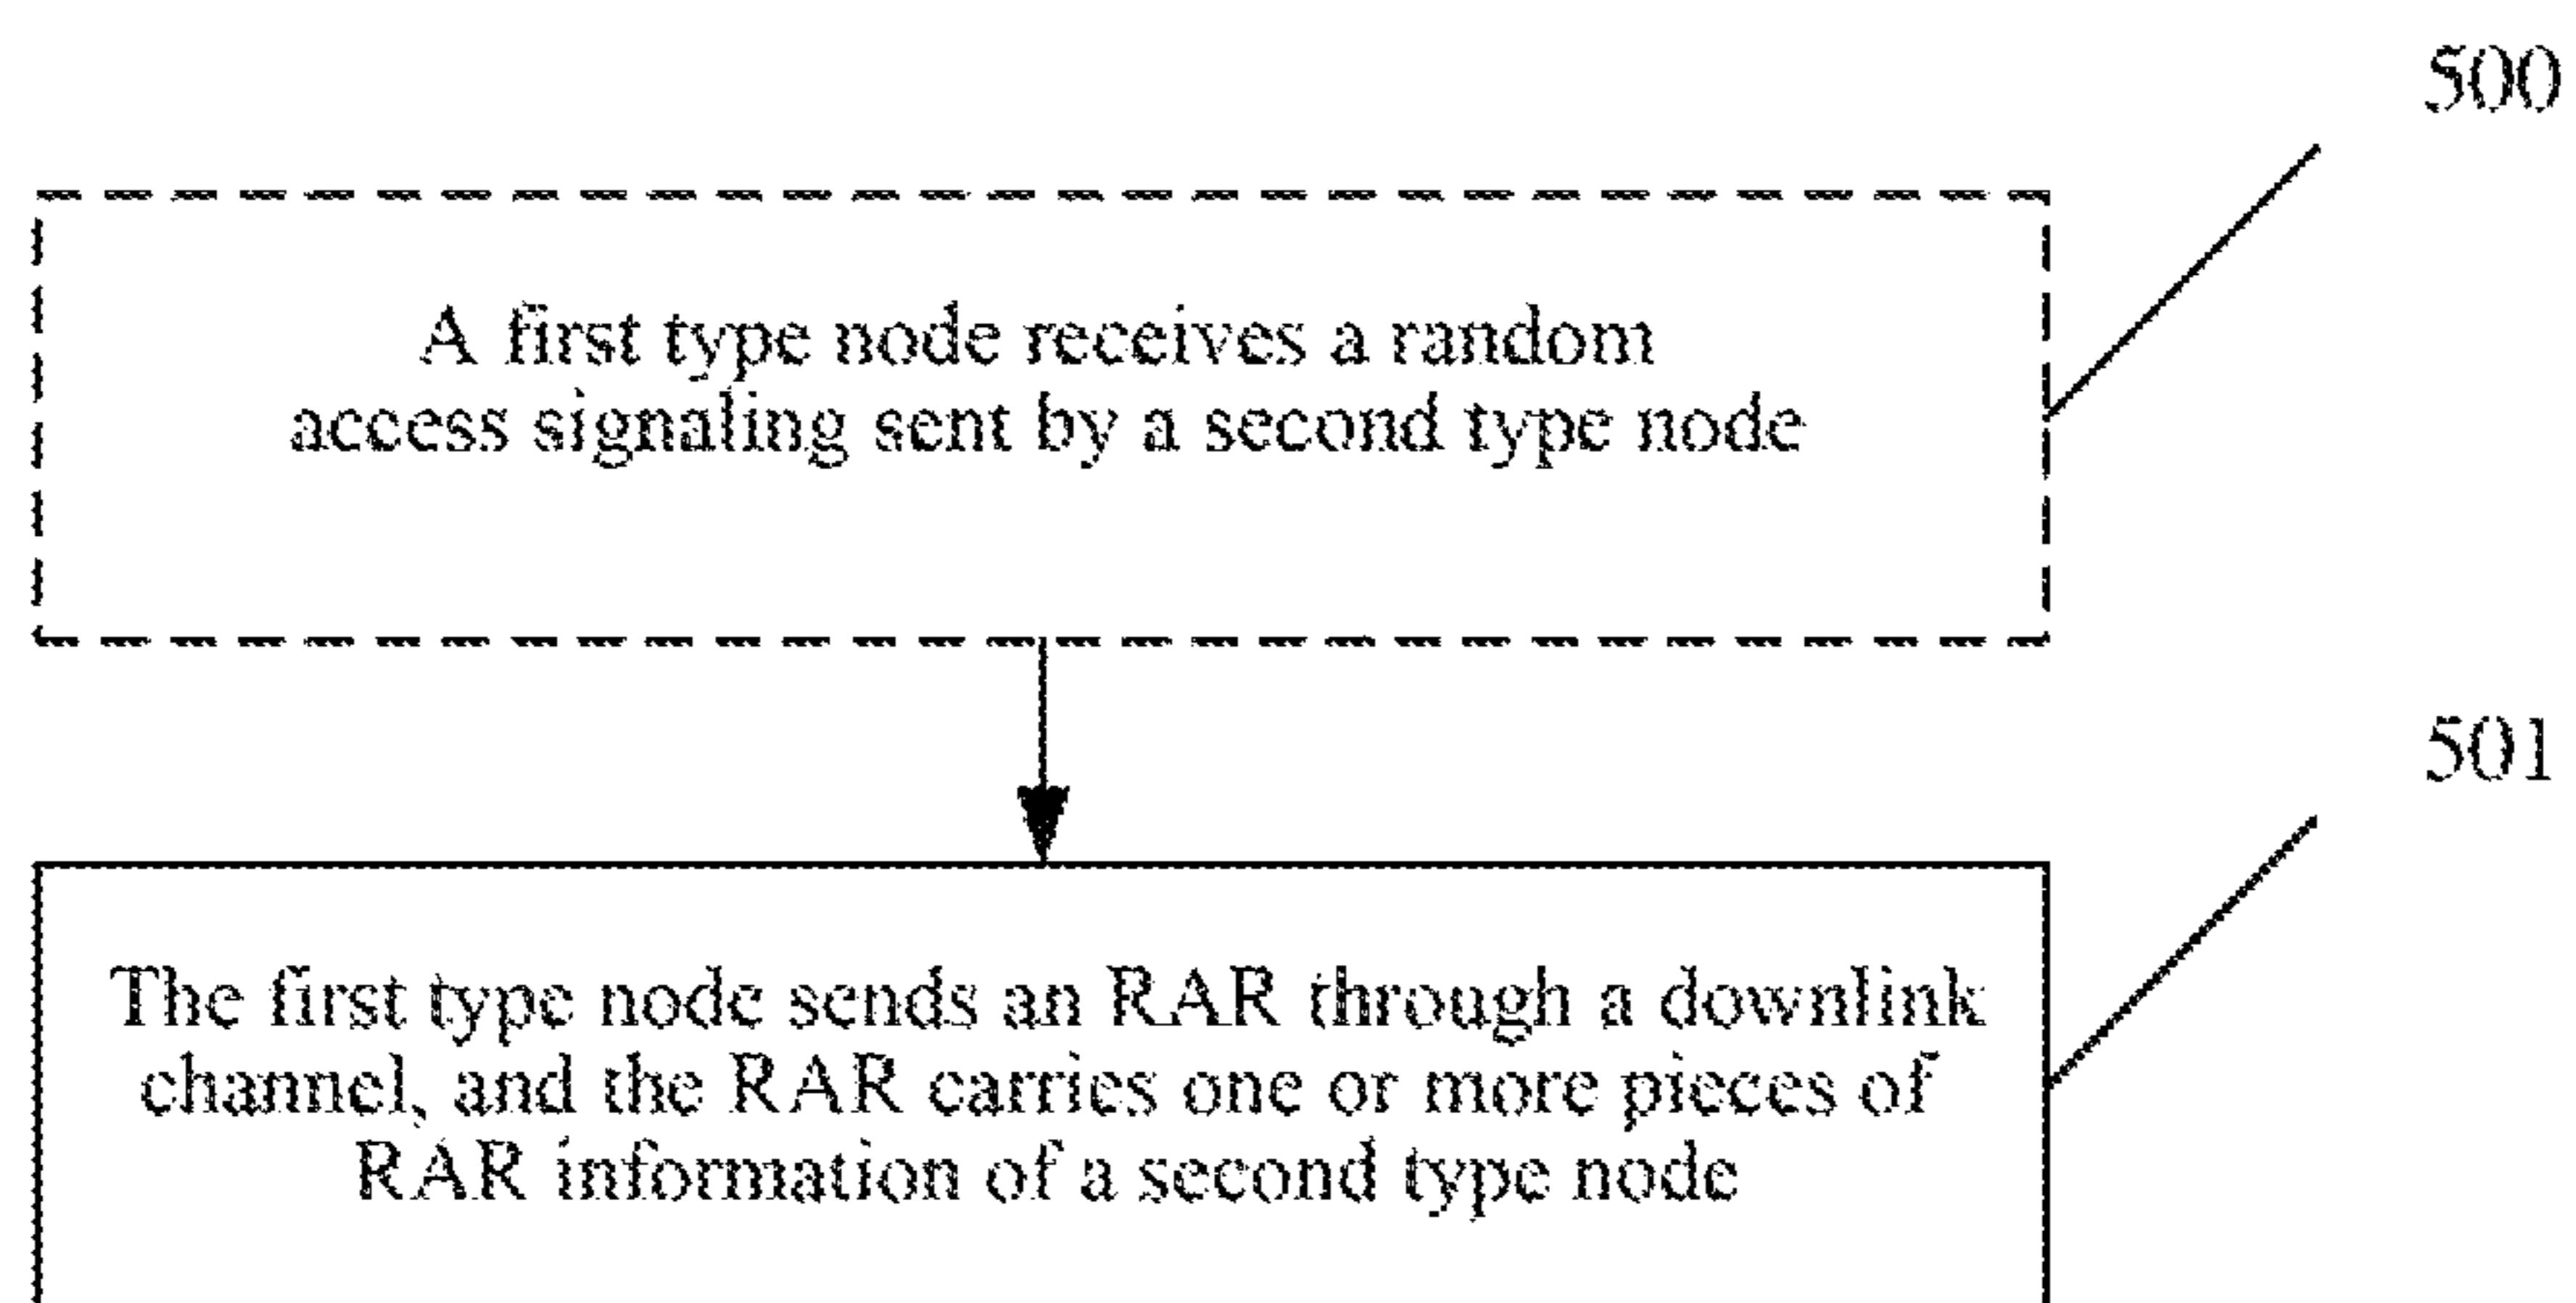 500
A first type node receives a random
access signaling sent by a second type node
501
The first type node sends an RAR through a downlink
channel, and the RAR carries one or more pieces of
RAR information of a second type node